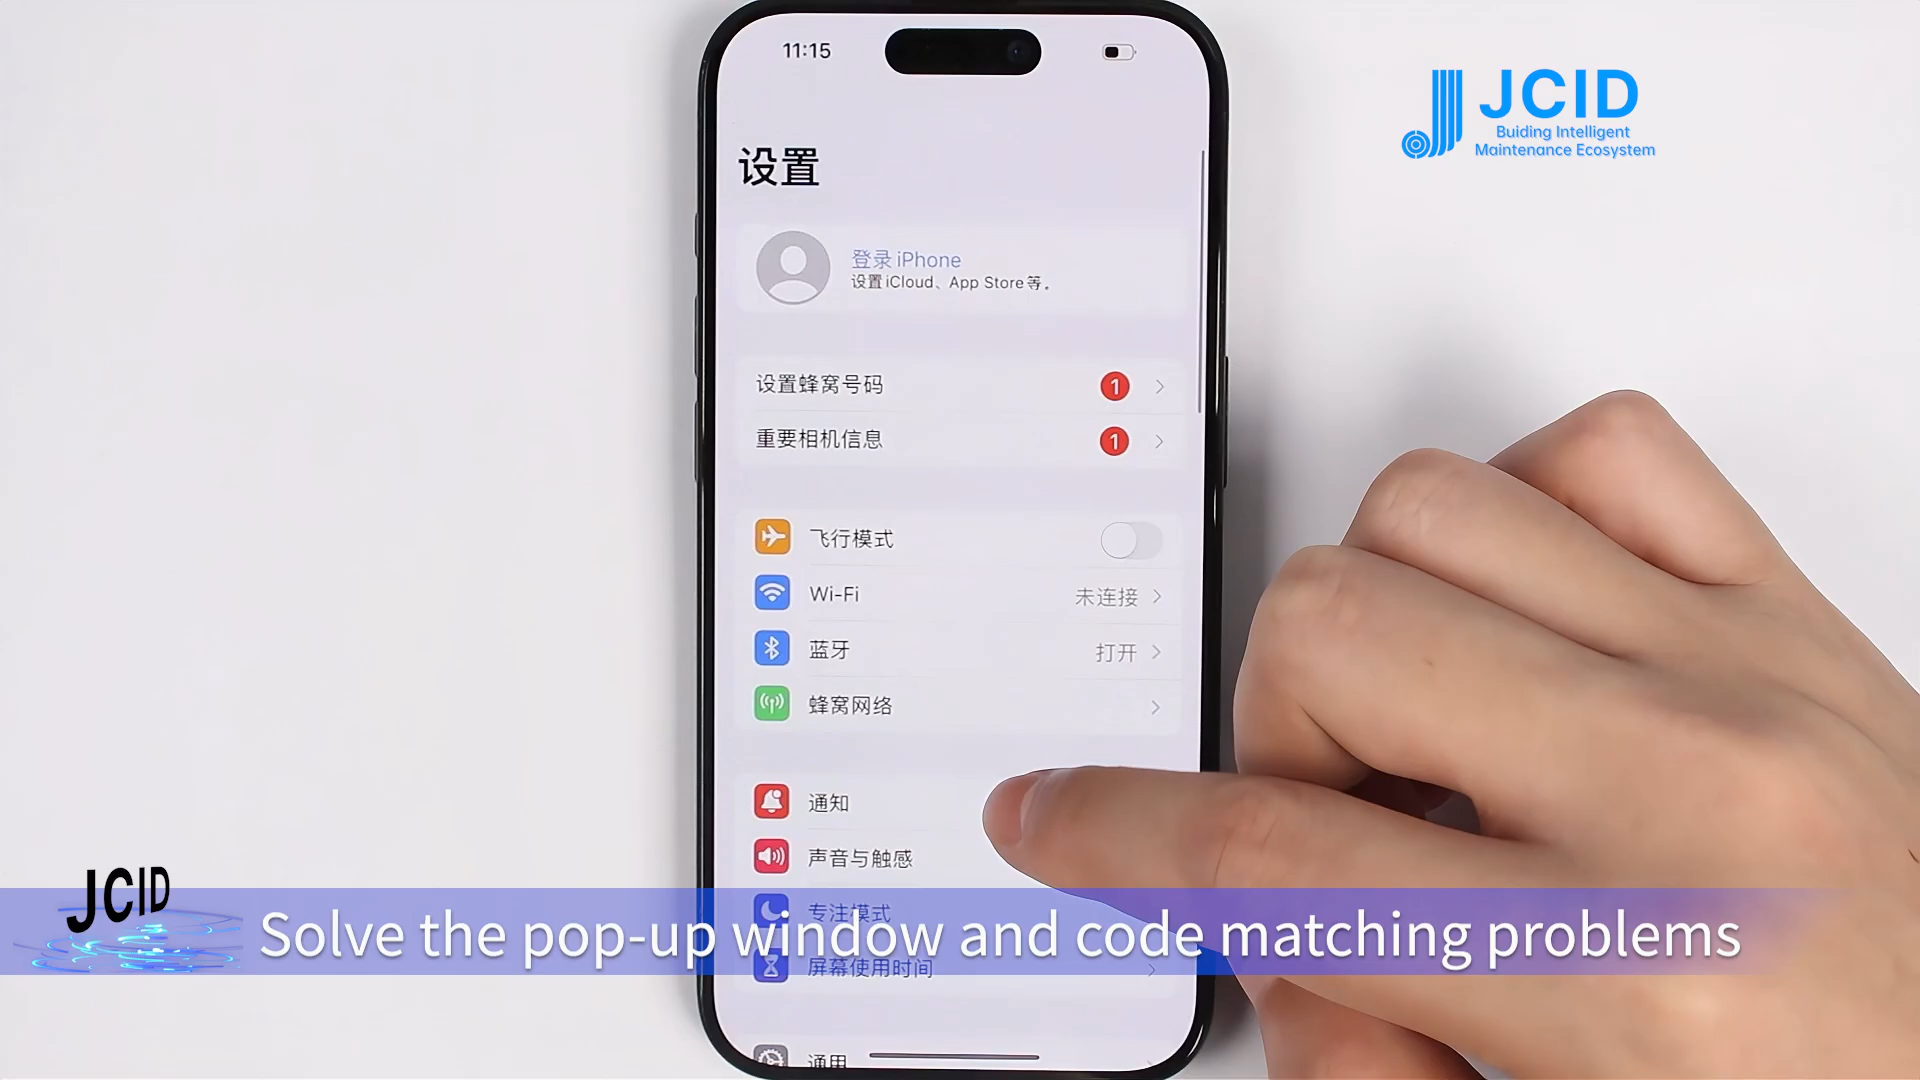 11:15
JCID
Buiding Intelligent
Maintenance Ecosystem
设置
登录 iPhone
设置 iCloud、App Store 等。
设置蜂窝号码 1
重要相机信息 1
飞行模式
Wi-Fi 未连接
蓝牙 打开
蜂窝网络
通知
声音与触感
JCID
专注模式
Solve the pop-up window and code matching problems
屏幕使用时间
通用